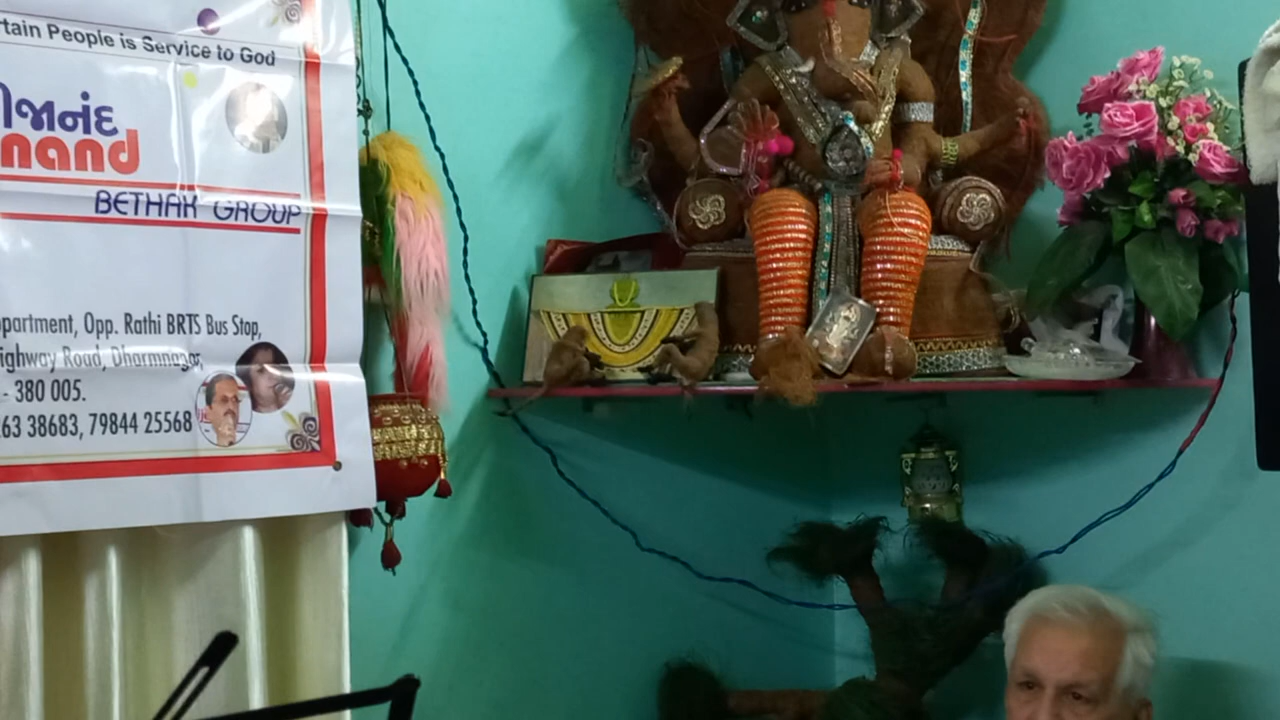 rtain People is Service to God
જાનંદ
nand
BETHAK GROUP
partment, Opp. Rathi BRTS Bus Stop,
ighway Road, Dharmnagar,
- 380 005.
63 38683, 79844 25568